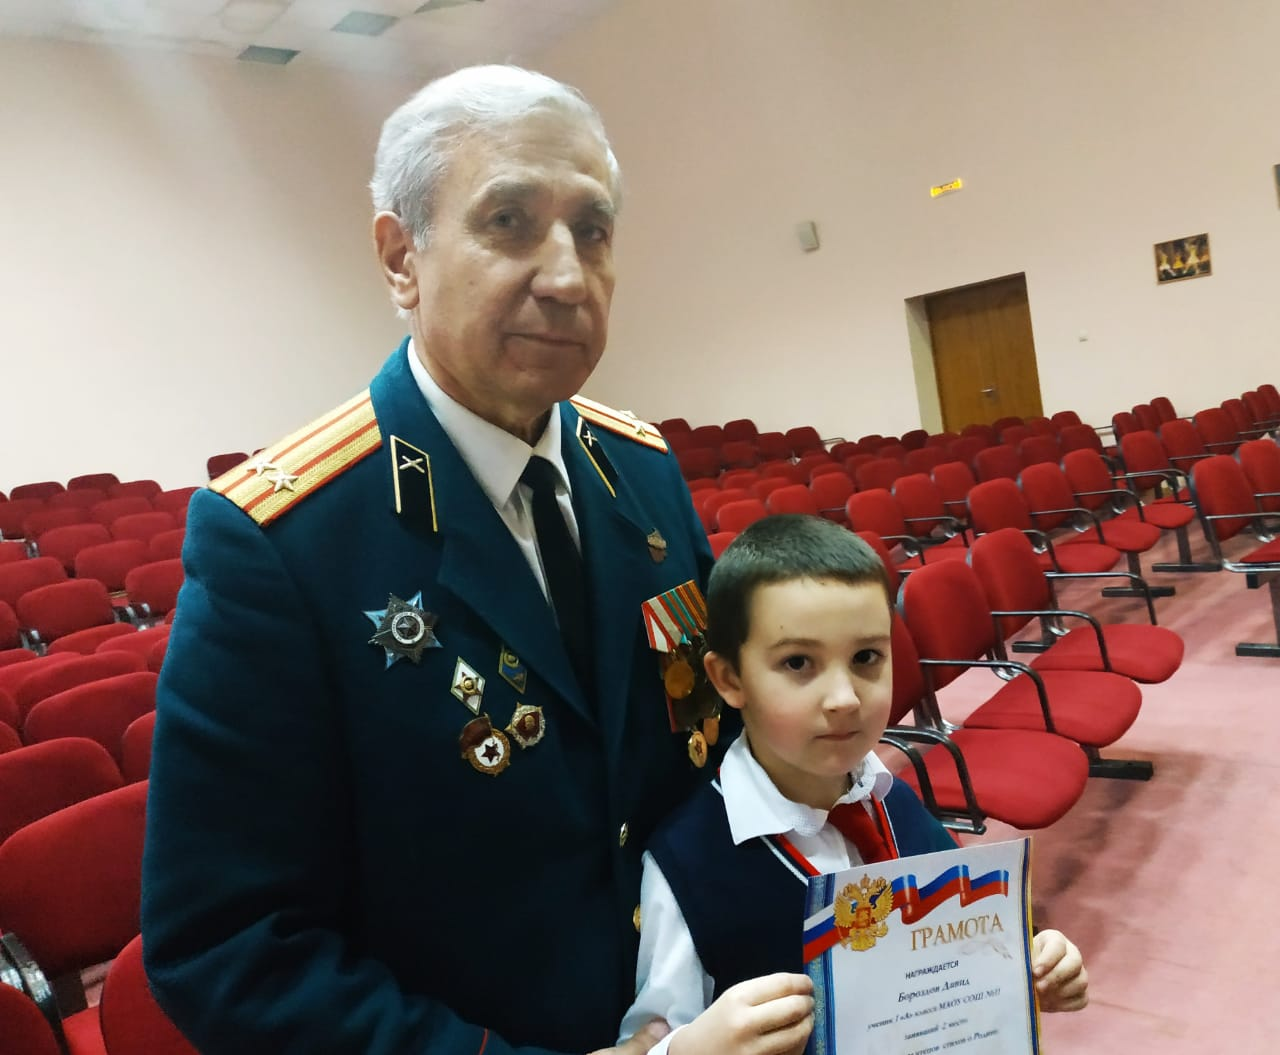 ГРАМОТА
НАГРАЖДАЕТСЯ
Бороздов Давид
ученик 1 «А» класса МАОУ СОШ №11
занявший 2 место
стихов о Родине